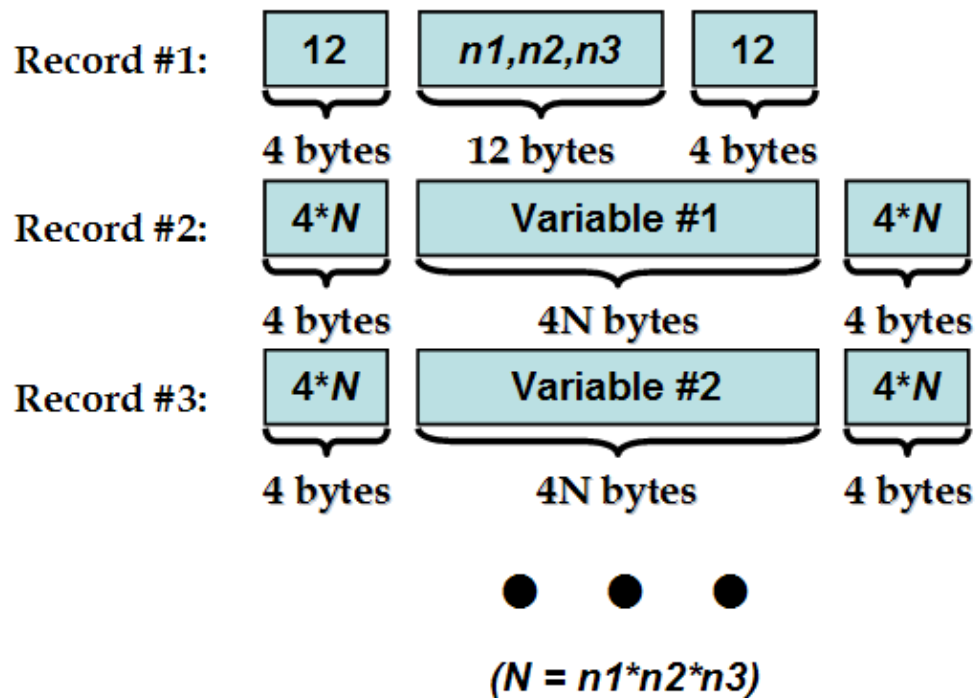 Record #1: 12 n1,n2,n3 12
4 bytes 12 bytes 4 bytes
Record #2: 4*N Variable #1 4*N
4 bytes 4N bytes 4 bytes
Record #3: 4*N Variable #2 4*N
4 bytes 4N bytes 4 bytes
(N = n1*n2*n3)